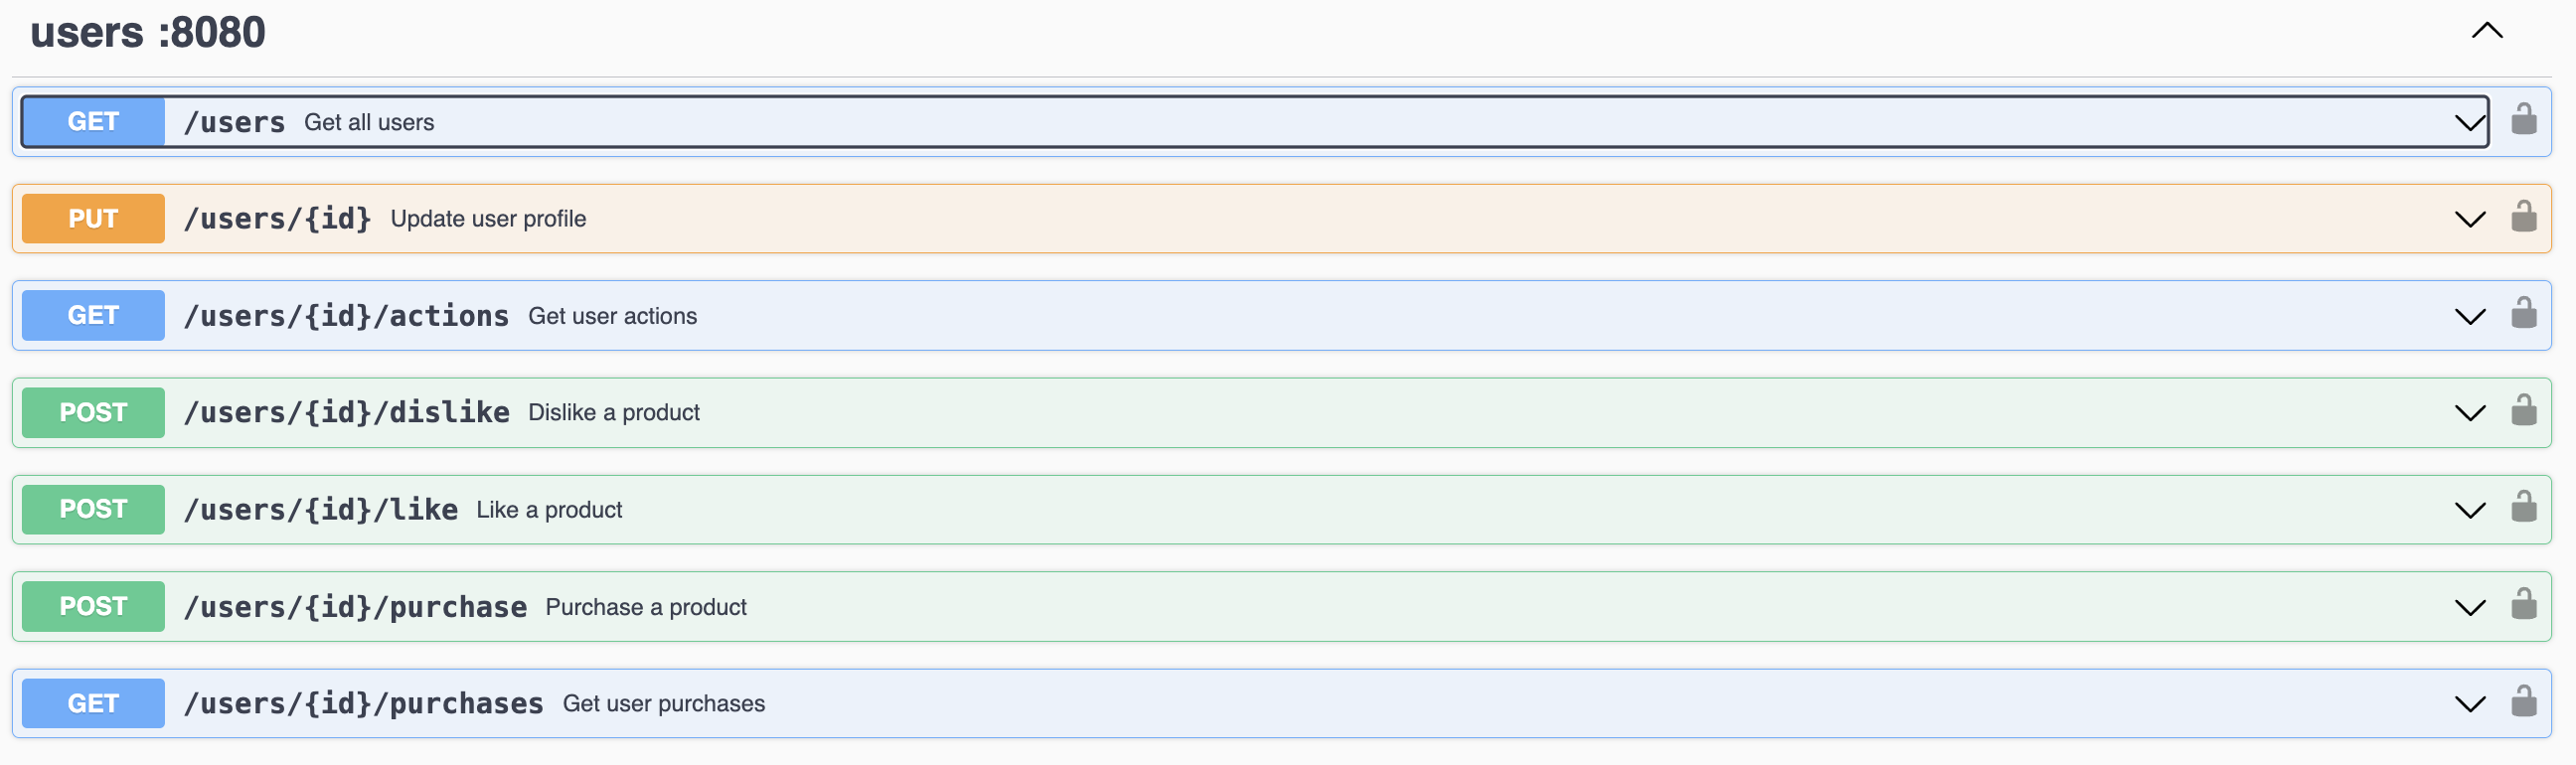 users :8080
GET /users Get all users
PUT /users/{id} Update user profile
GET /users/{id}/actions Get user actions
POST /users/{id}/dislike Dislike a product
POST /users/{id}/like Like a product
POST /users/{id}/purchase Purchase a product
GET /users/{id}/purchases Get user purchases